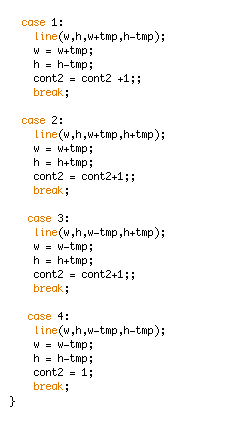 case 1:
line(w,h,w+tmp,h-tmp);
w = w+tmp;
h = h-tmp;
cont2 = cont2 +1;;
break;
case 2:
line(w,h,w+tmp,h+tmp);
w = w+tmp;
h = h+tmp;
cont2 = cont2+1;;
break;
case 3:
line(w,h,w-tmp,h+tmp);
w = w-tmp;
h = h+tmp;
cont2 = cont2+1;;
break;
case 4:
line(w,h,w-tmp,h-tmp);
w = w-tmp;
h = h-tmp;
cont2 = 1;
break;
}